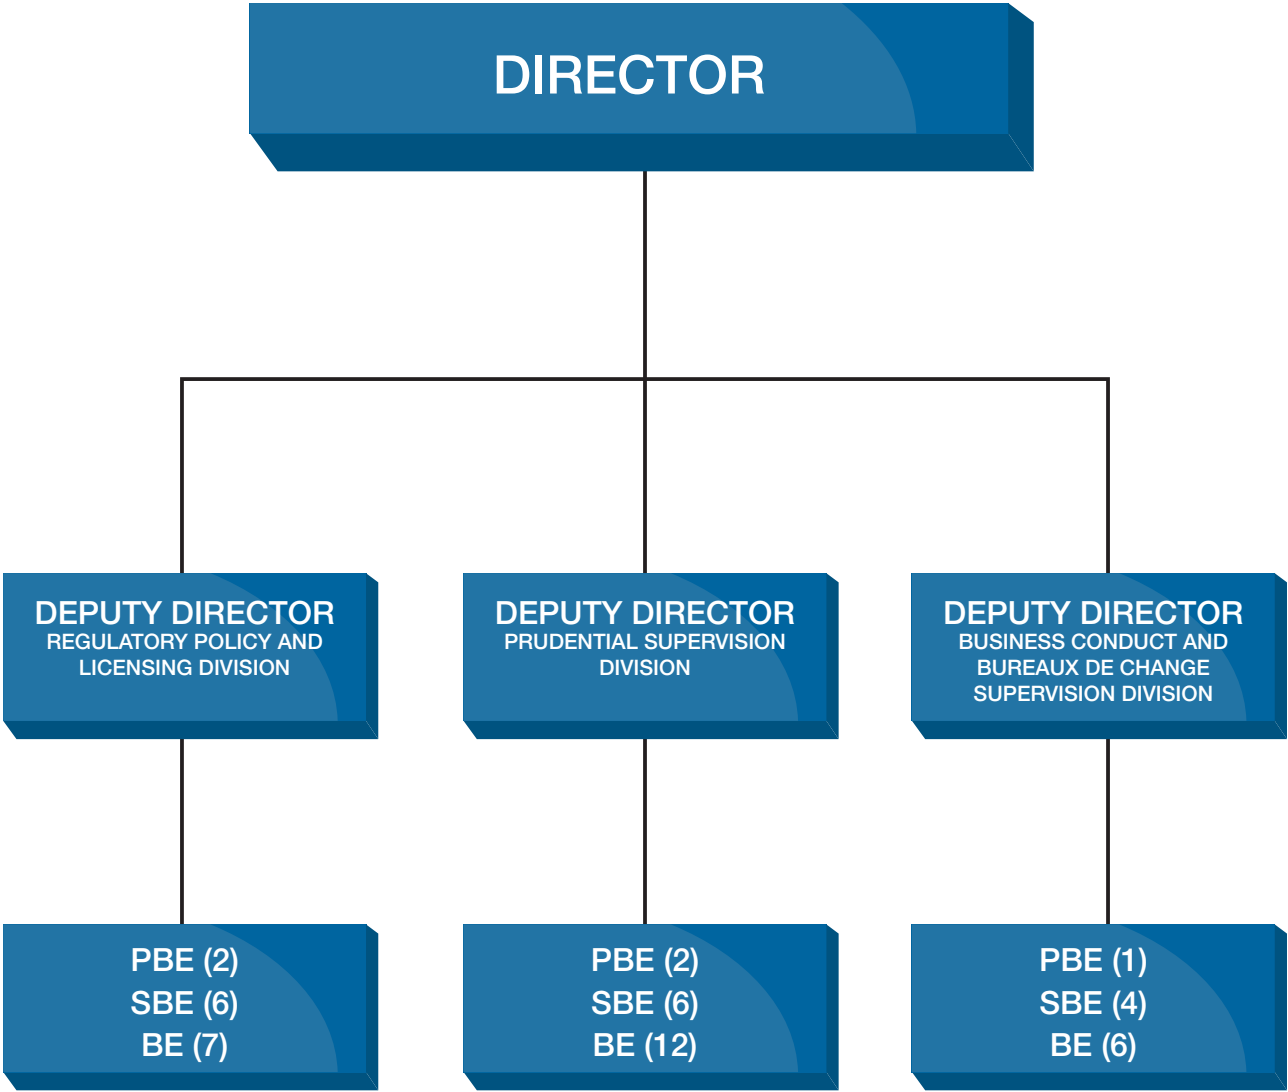 DIRECTOR
DEPUTY DIRECTOR
REGULATORY POLICY AND
LICENSING DIVISION
DEPUTY DIRECTOR
PRUDENTIAL SUPERVISION
DIVISION
DEPUTY DIRECTOR
BUSINESS CONDUCT AND
BUREAUX DE CHANGE
SUPERVISION DIVISION
PBE (2)
SBE (6)
BE (7)
PBE (2)
SBE (6)
BE (12)
PBE (1)
SBE (4)
BE (6)